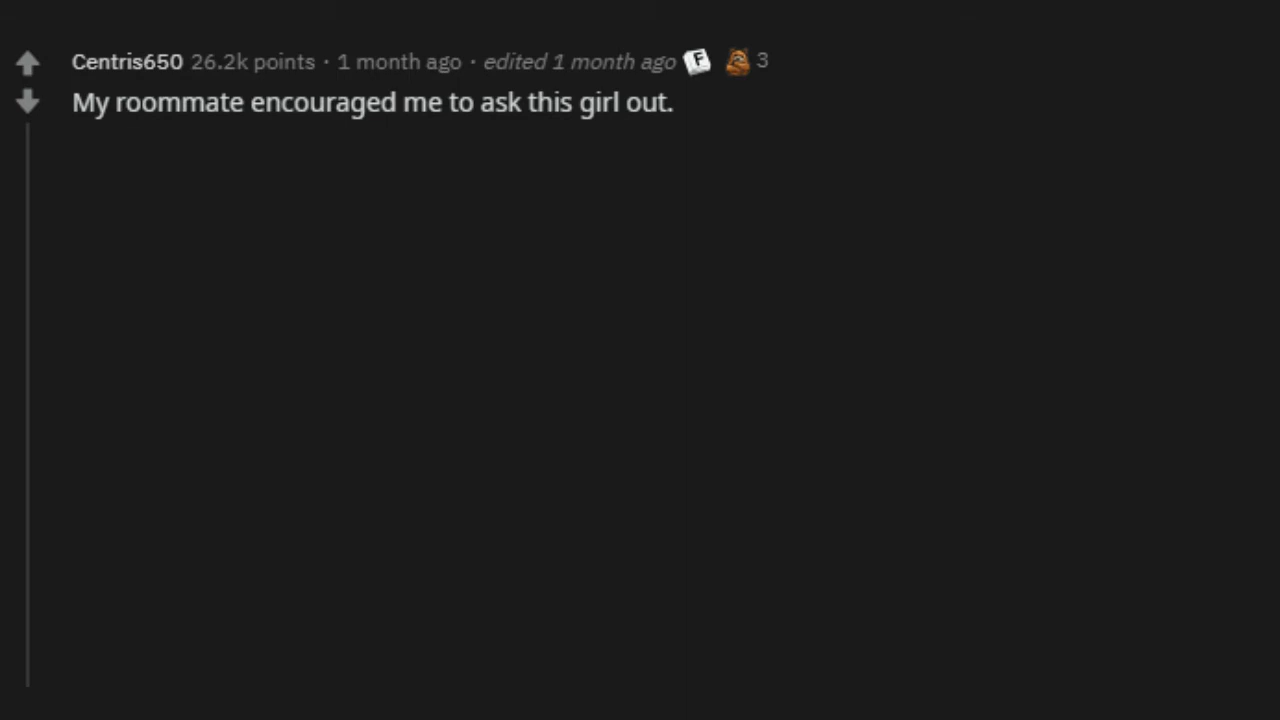 Centris650 26.2k points · 1 month ago · edited 1 month ago F 3
My roommate encouraged me to ask this girl out.